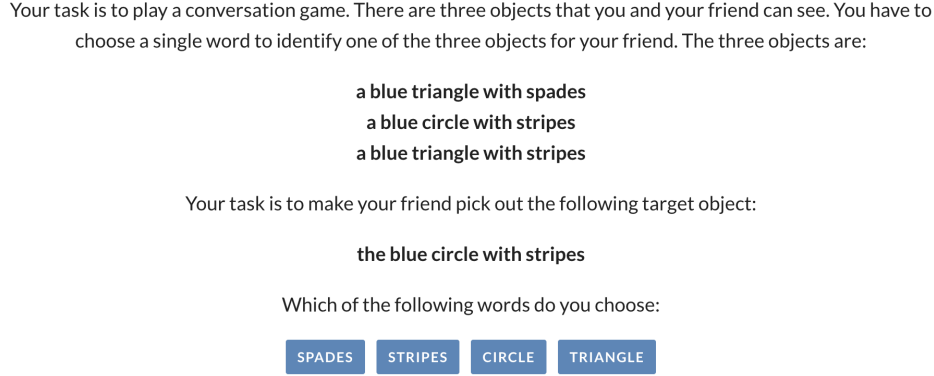 Your task is to play a conversation game. There are three objects that you and your friend can see. You have to
choose a single word to identify one of the three objects for your friend. The three objects are:
a blue triangle with spades
a blue circle with stripes
a blue triangle with stripes
Your task is to make your friend pick out the following target object:
the blue circle with stripes
Which of the following words do you choose:
SPADES STRIPES CIRCLE TRIANGLE